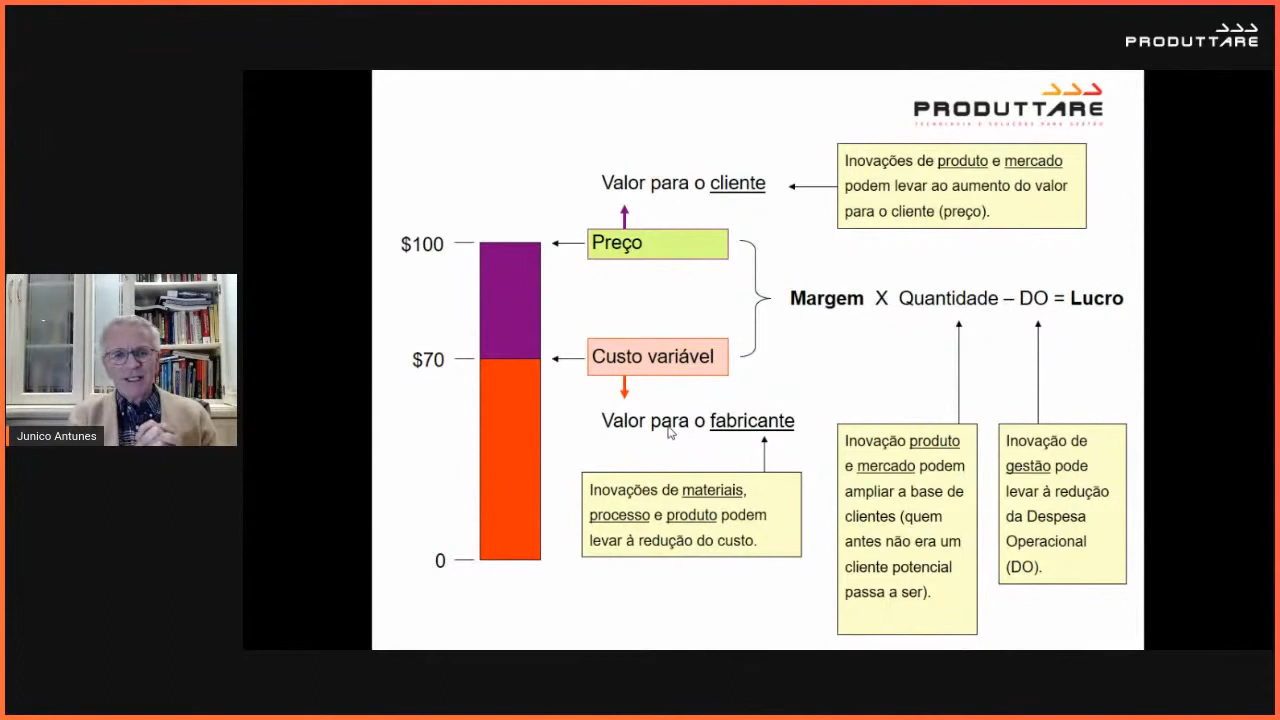 PRODUTTARE
PRODUTTARE
TECNOLOGIA E SOLUÇÕES PARA GESTÃO
Inovações de produto e mercado
podem levar ao aumento do valor
para o cliente (preço).
Valor para o cliente
$100
Preço
Margem X Quantidade – DO = Lucro
$70
Custo variável
Valor para o fabricante
Junico Antunes
Inovações de materiais,
processo e produto podem
levar à redução do custo.
0
Inovação produto
e mercado podem
ampliar a base de
clientes (quem
antes não era um
cliente potencial
passa a ser).
Inovação de
gestão pode
levar à redução
da Despesa
Operacional
(DO).